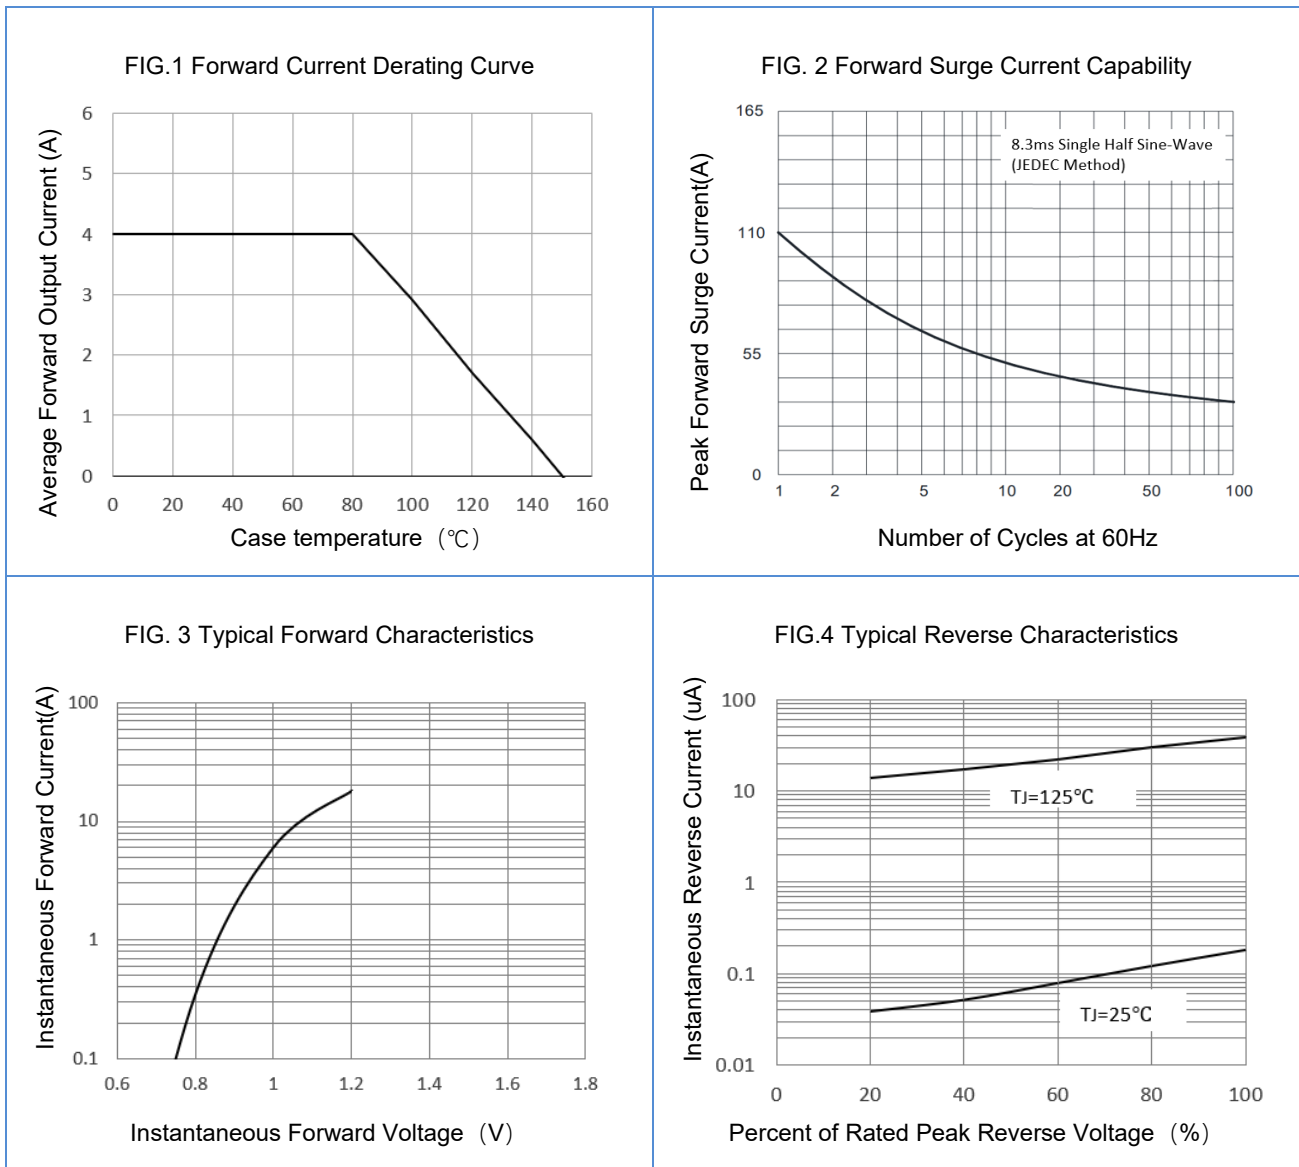 FIG.1 Forward Current Derating Curve
Average Forward Output Current (A)
6
5
4
3
2
1
0
0 20 40 60 80 100 120 140 160
Case temperature（℃）
FIG. 2 Forward Surge Current Capability
Peak Forward Surge Current(A)
165
8.3ms Single Half Sine-Wave
(JEDEC Method)
110
55
0
1 2 5 10 20 50 100
Number of Cycles at 60Hz
FIG. 3 Typical Forward Characteristics
Instantaneous Forward Current(A)
100
10
1
0.1
0.6 0.8 1 1.2 1.4 1.6 1.8
Instantaneous Forward Voltage（V）
FIG.4 Typical Reverse Characteristics
Instantaneous Reverse Current (uA)
100
10
TJ=125℃
1
0.1
TJ=25℃
0.01
0 20 40 60 80 100
Percent of Rated Peak Reverse Voltage（%）